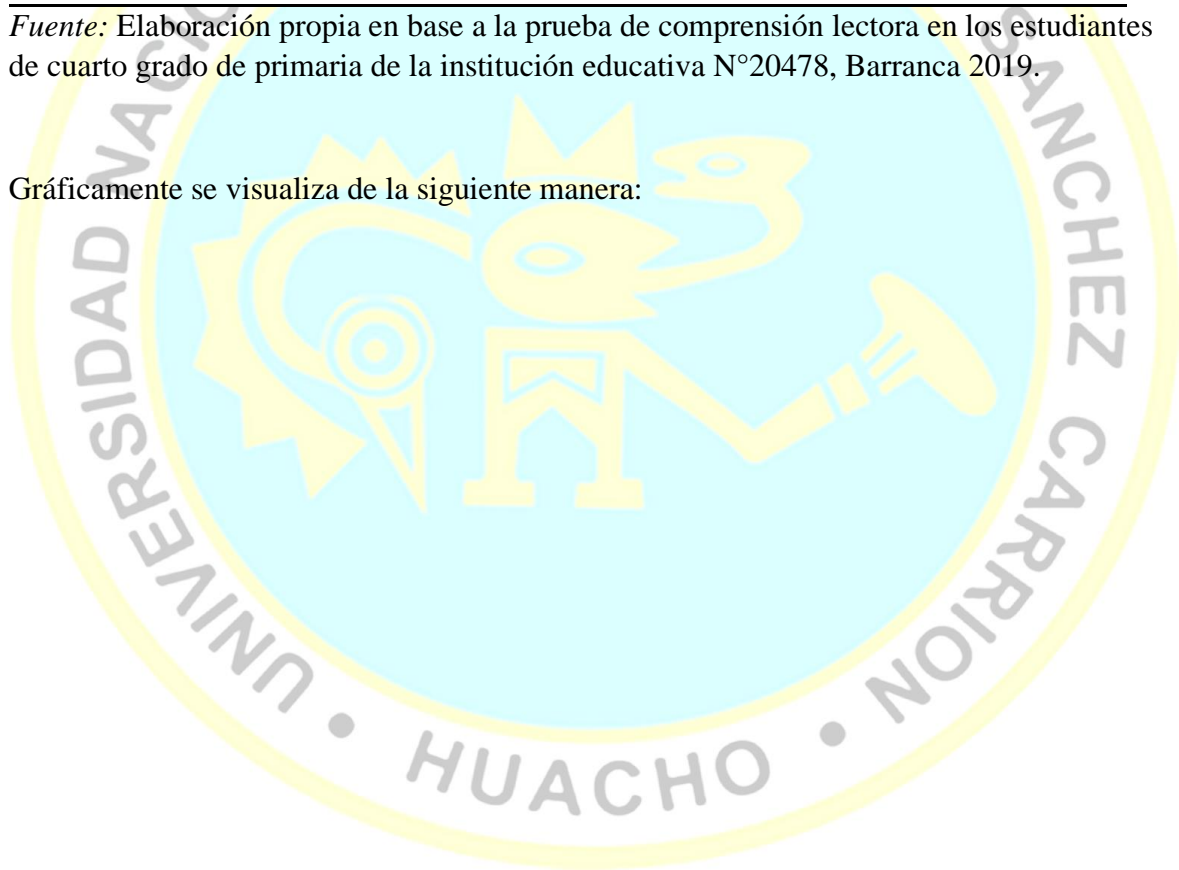 Fuente: Elaboración propia en base a la prueba de comprensión lectora en los estudiantes
de cuarto grado de primaria de la institución educativa N°20478, Barranca 2019.
Gráficamente se visualiza de la siguiente manera:
UNIVERSIDAD NACI
SANCHEZ CARRION
HUACHO